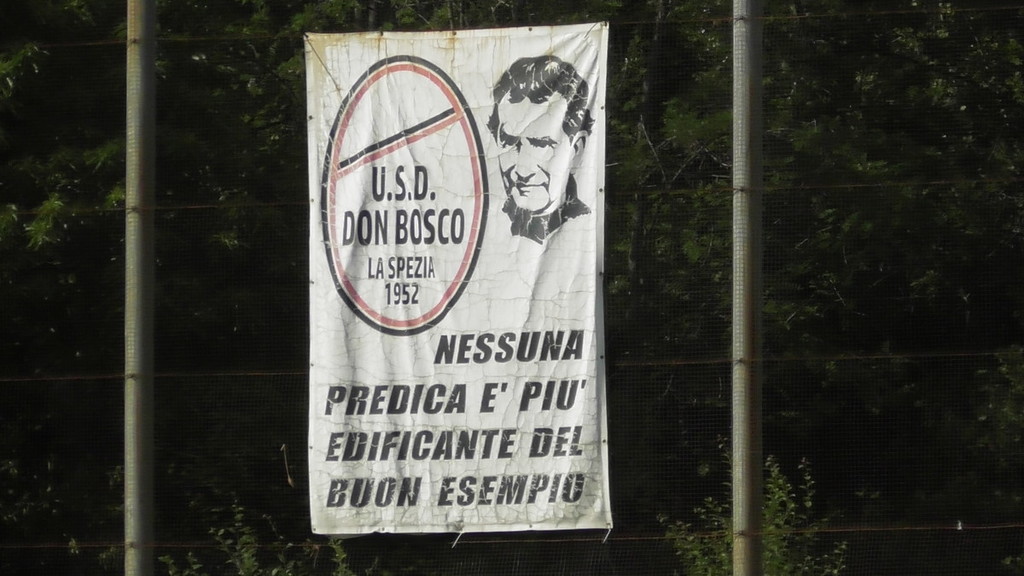 U.S.D.
DON BOSCO
LA SPEZIA
1952
NESSUNA
PREDICA E' PIU'
EDIFICANTE DEL
BUON ESEMPIO